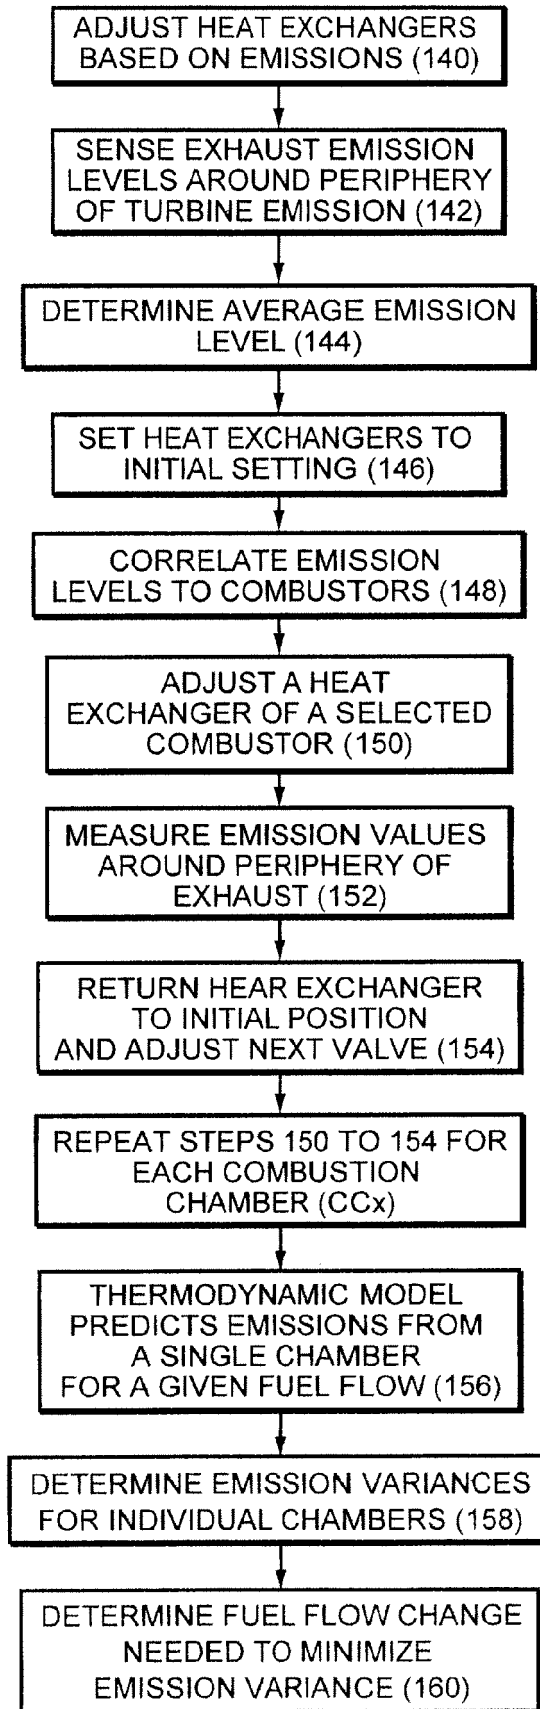 ADJUST HEAT EXCHANGERS
BASED ON EMISSIONS (140)
SENSE EXHAUST EMISSION
LEVELS AROUND PERIPHERY
OF TURBINE EMISSION (142)
DETERMINE AVERAGE EMISSION
LEVEL (144)
SET HEAT EXCHANGERS TO
INITIAL SETTING (146)
CORRELATE EMISSION
LEVELS TO COMBUSTORS (148)
ADJUST A HEAT
EXCHANGER OF A SELECTED
COMBUSTOR (150)
MEASURE EMISSION VALUES
AROUND PERIPHERY OF
EXHAUST (152)
RETURN HEAR EXCHANGER
TO INITIAL POSITION
AND ADJUST NEXT VALVE (154)
REPEAT STEPS 150 TO 154 FOR
EACH COMBUSTION
CHAMBER (CCx)
THERMODYNAMIC MODEL
PREDICTS EMISSIONS FROM
A SINGLE CHAMBER
FOR A GIVEN FUEL FLOW (156)
DETERMINE EMISSION VARIANCES
FOR INDIVIDUAL CHAMBERS (158)
DETERMINE FUEL FLOW CHANGE
NEEDED TO MINIMIZE
EMISSION VARIANCE (160)